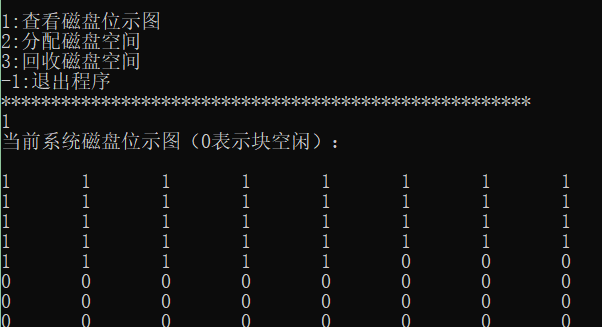 1:查看磁盘位示图
2:分配磁盘空间
3:回收磁盘空间
-1:退出程序
*****************************************************
1
当前系统磁盘位示图（0表示块空闲）:
1 1 1 1 1 1 1 1
1 1 1 1 1 1 1 1
1 1 1 1 1 1 1 1
1 1 1 1 1 1 1 1
1 1 1 1 1 0 0 0
0 0 0 0 0 0 0 0
0 0 0 0 0 0 0 0
0 0 0 0 0 0 0 0